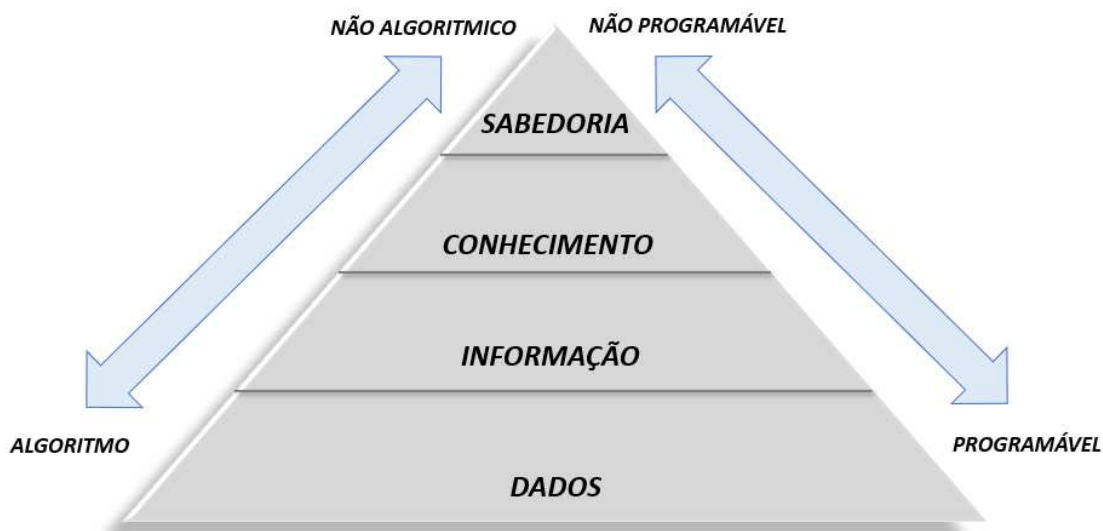 NÃO ALGORITMICO
NÃO PROGRAMÁVEL
SABEDORIA
CONHECIMENTO
INFORMAÇÃO
ALGORITMO
PROGRAMÁVEL
DADOS